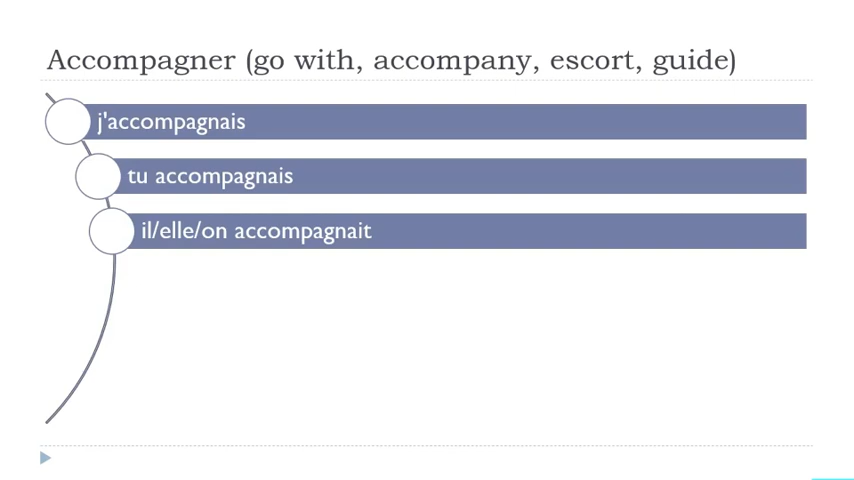 Accompagner (go with, accompany, escort, guide)
j'accompagnais
tu accompagnais
il/elle/on accompagnait